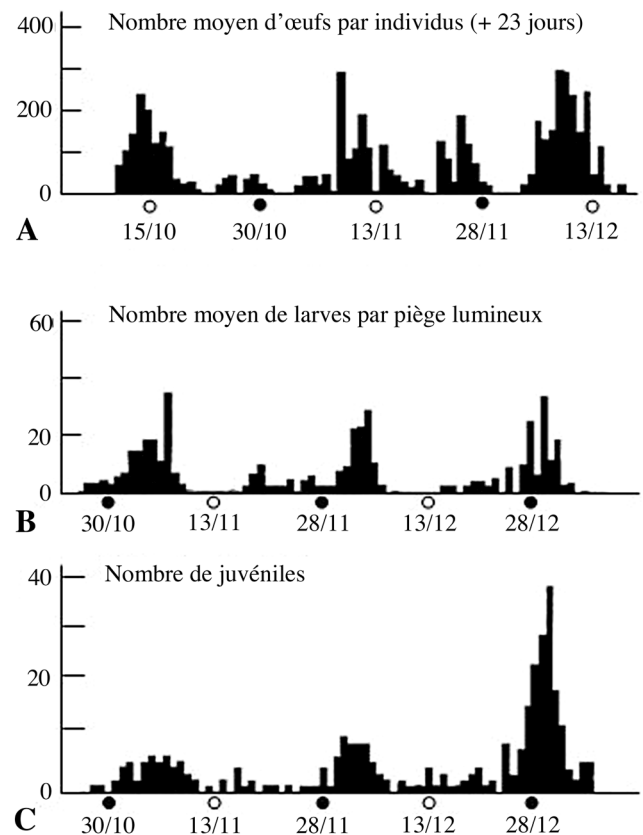 Nombre moyen d'œufs par individus (+ 23 jours)
400
200
0
A
15/10 30/10 13/11 28/11 13/12
Nombre moyen de larves par piège lumineux
60
20
0
B
30/10 13/11 28/11 13/12 28/12
Nombre de juvéniles
40
20
0
C
30/10 13/11 28/11 13/12 28/12